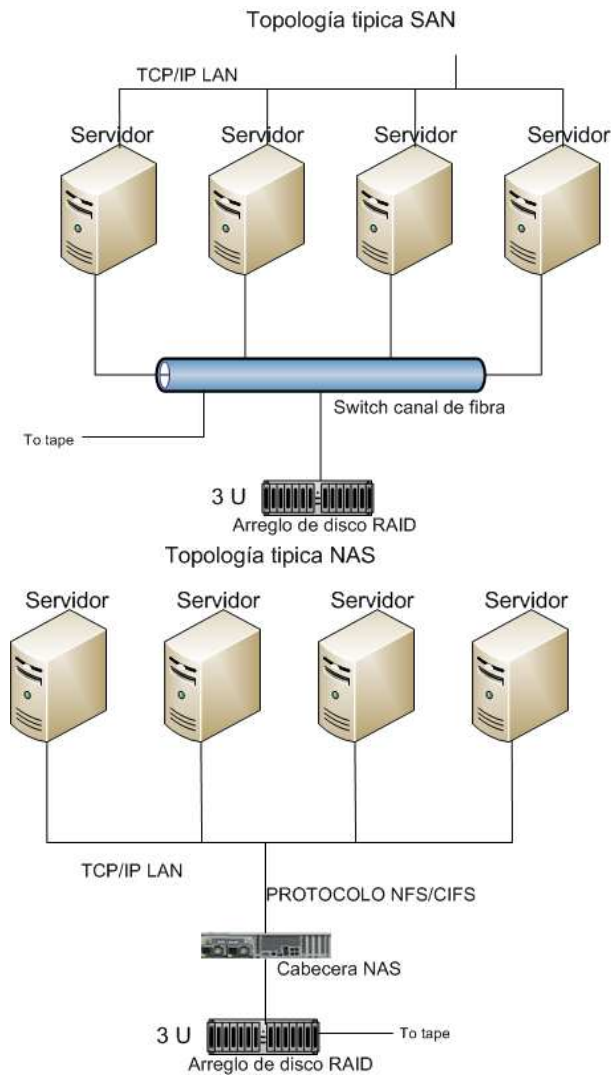 Topología tipica SAN
TCP/IP LAN
Servidor Servidor Servidor Servidor
Switch canal de fibra
To tape
3 U
Arreglo de disco RAID
Topología tipica NAS
Servidor Servidor Servidor Servidor
TCP/IP LAN
PROTOCOLO NFS/CIFS
Cabecera NAS
3 U
To tape
Arreglo de disco RAID